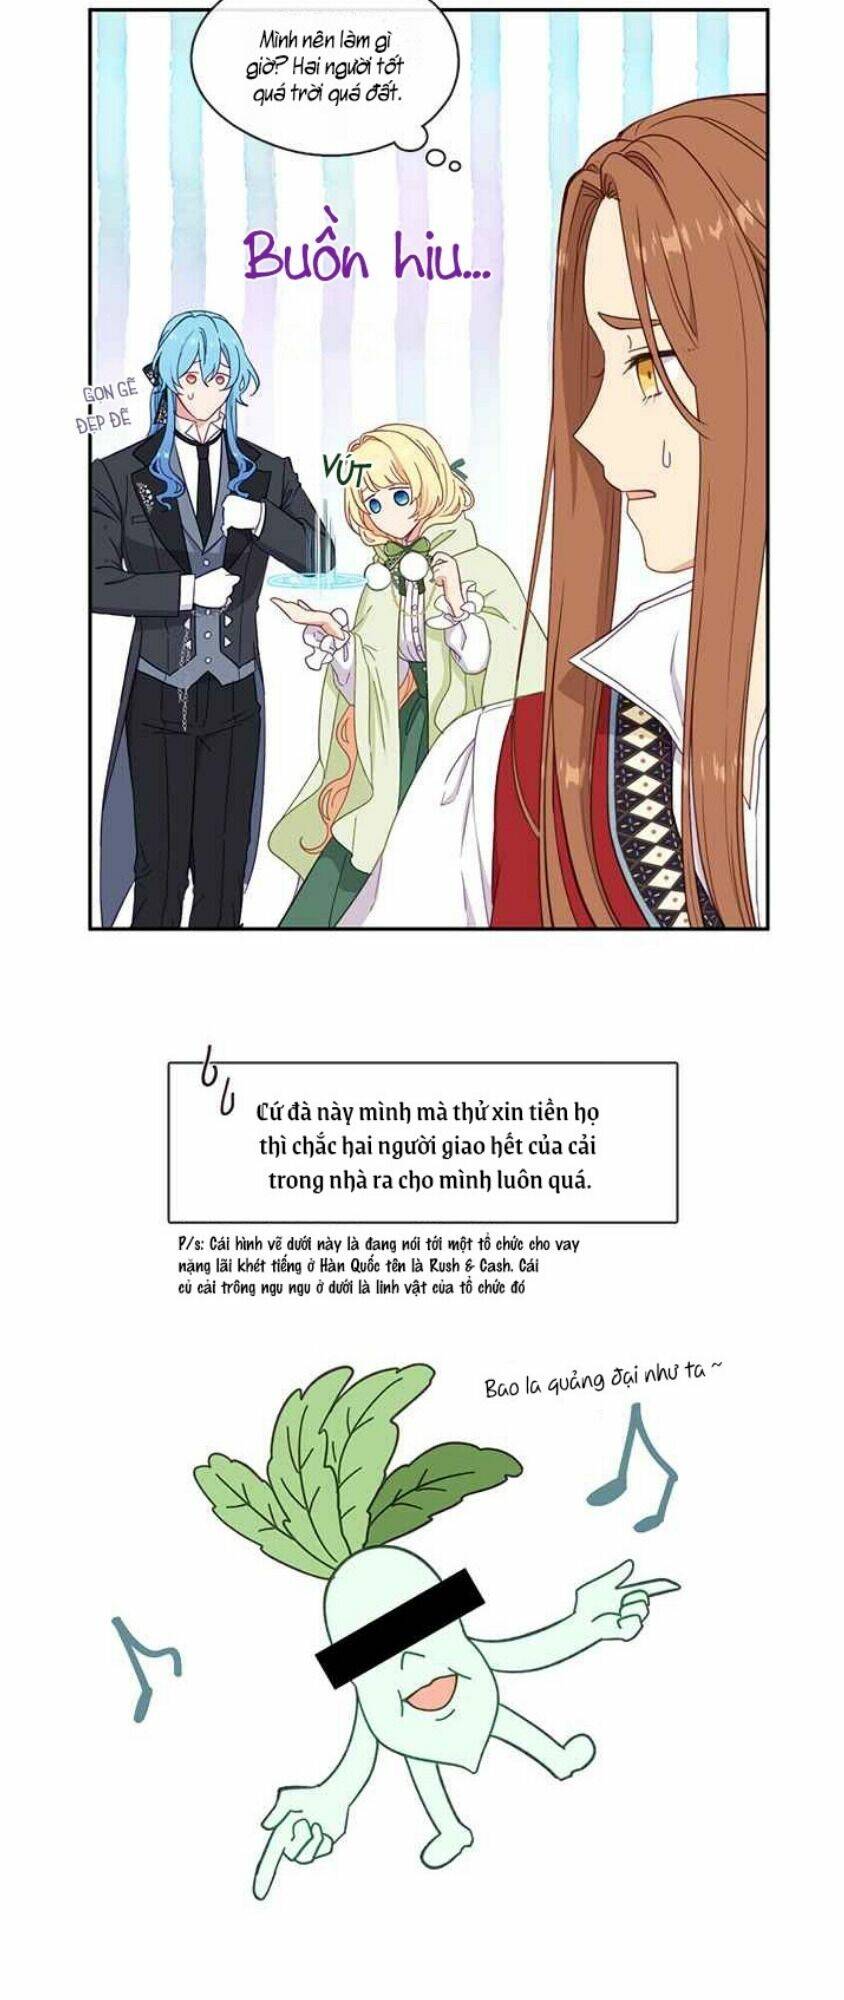 Mình nên làm gì
giờ? Hai người tốt
quá trời quá đất.
Buồn hiu...
GỌN GẼ
ĐẸP ĐẼ
VÚT
Cứ đà này mình mà thử xin tiền họ
thì chắc hai người giao hết của cải
trong nhà ra cho mình luôn quá.
P/s: Cái hình vẽ dưới này là đang nói tới một tổ chức cho vay
nặng lãi khét tiếng ở Hàn Quốc tên là Rush & Cash. Cái
củ cải trông ngu ngu ở dưới là linh vật của tổ chức đó
Bao la quảng đại như ta ~